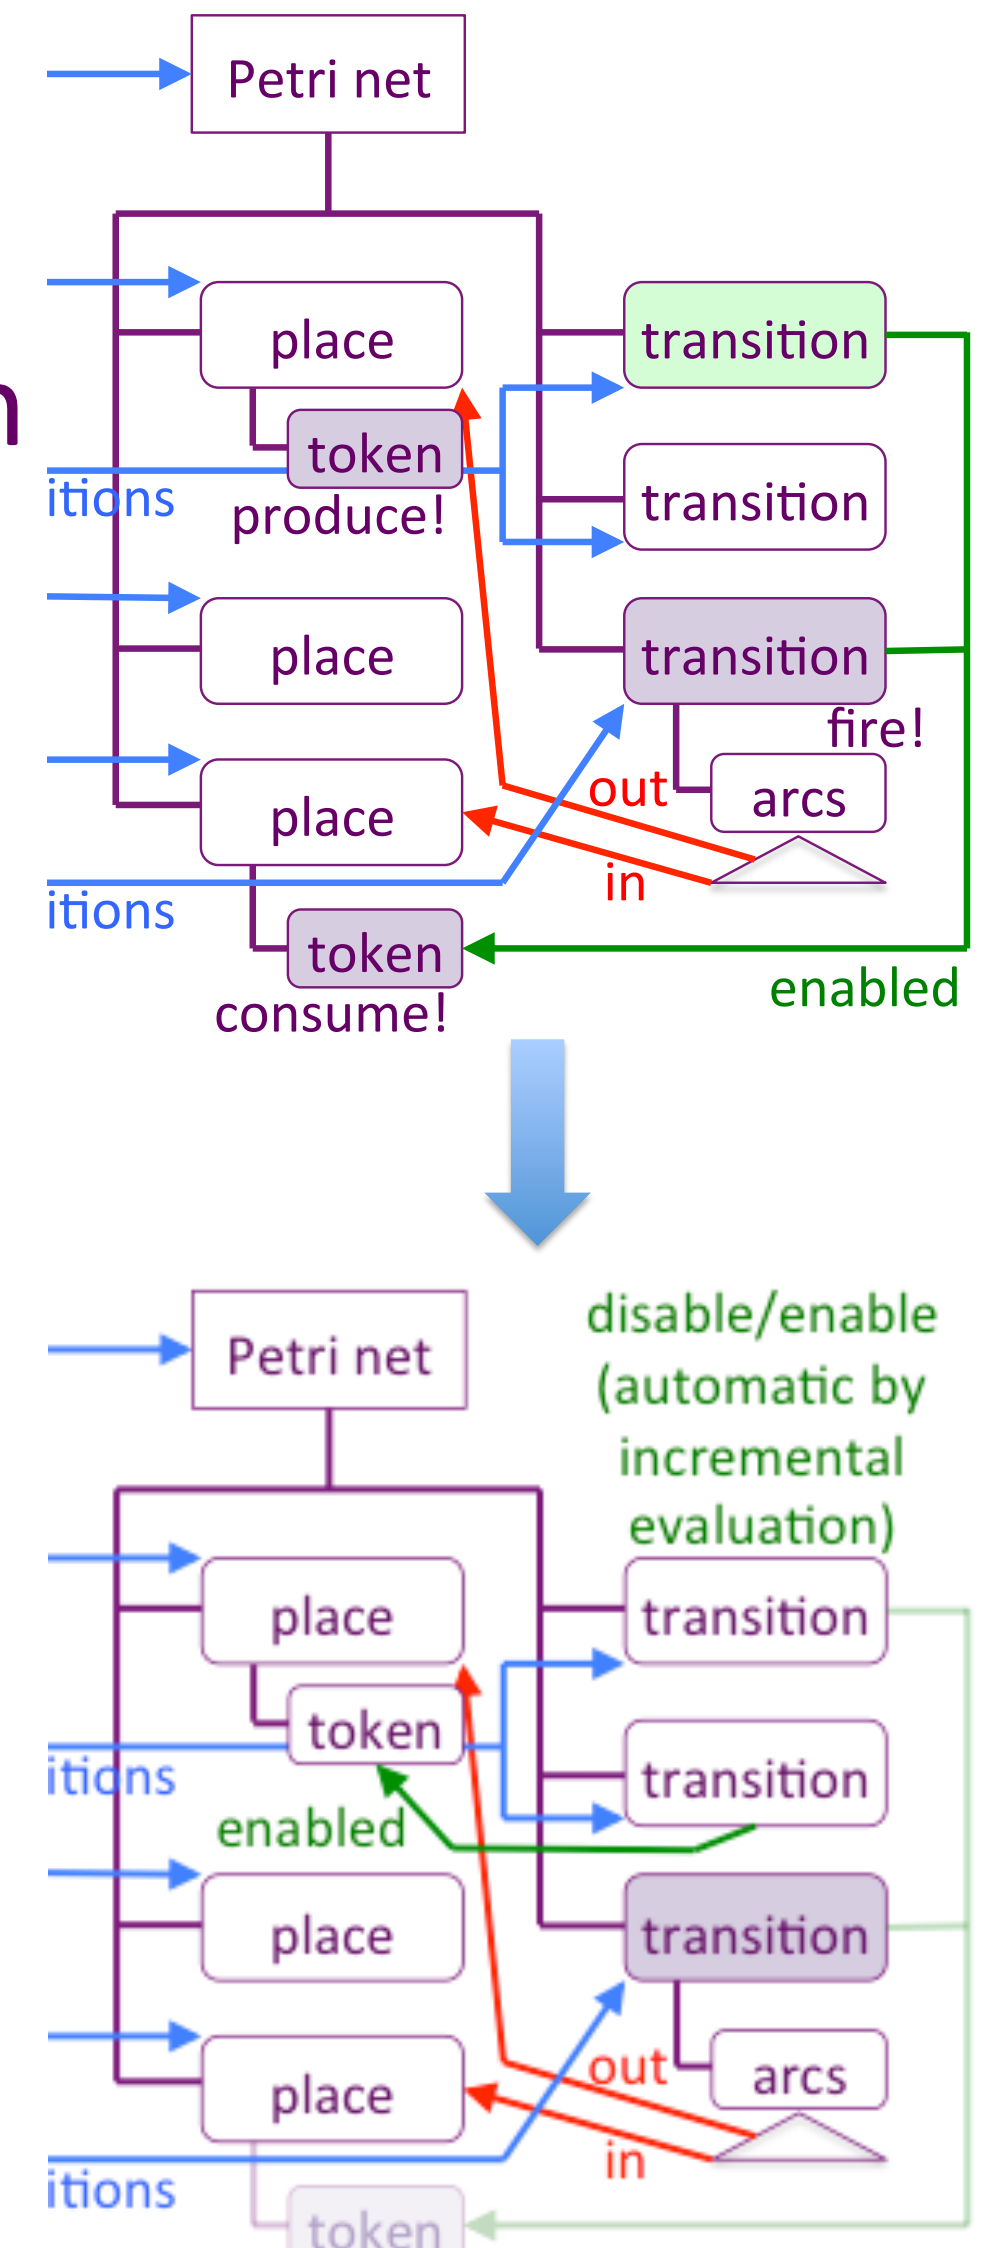 Petri net
place
transition
n
token
itions
produce!
transition
place
transition
fire!
out
arcs
place
in
itions
token
enabled
consume!
disable/enable
(automatic by
incremental
evaluation)
Petri net
place
transition
token
itions
transition
enabled
place
transition
out
arcs
place
in
itions
token